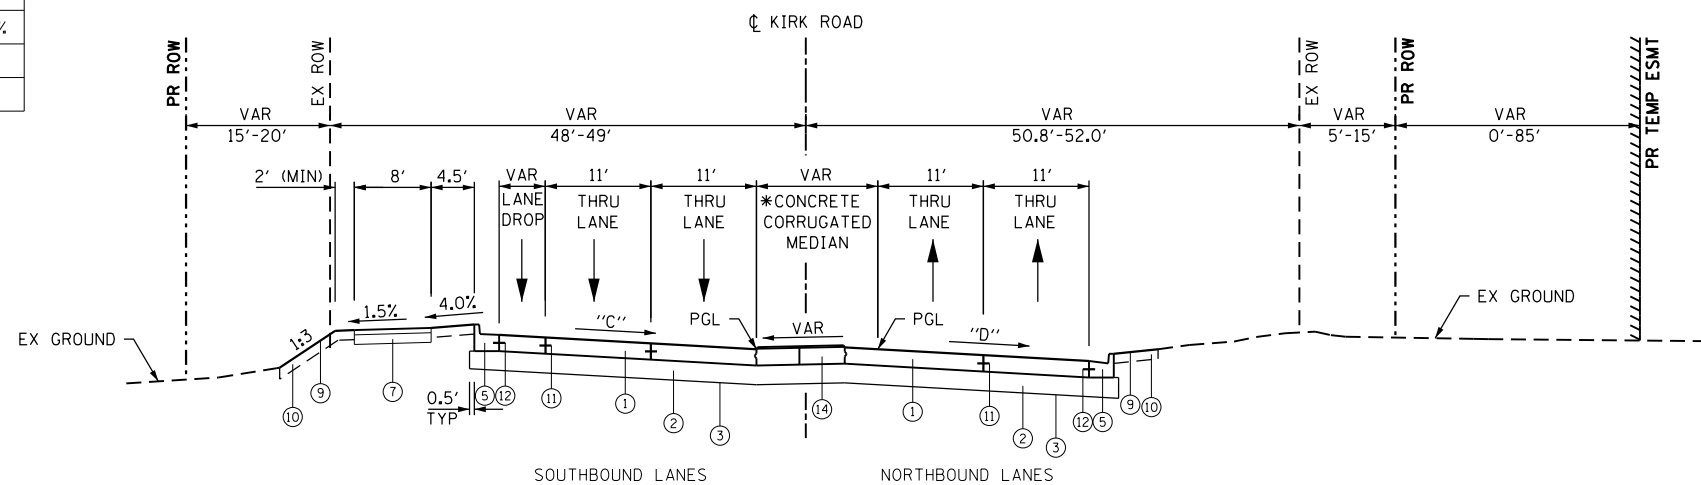 %
℄ KIRK ROAD
PR ROW
EX ROW
EX ROW
PR ROW
PR TEMP ESMT
VAR
15'-20'
VAR
48'-49'
VAR
50.8'-52.0'
VAR
5'-15'
VAR
0'-85'
2' (MIN)
8'
4.5'
VAR
LANE
DROP
11'
THRU
LANE
11'
THRU
LANE
VAR
*CONCRETE
CORRUGATED
MEDIAN
11'
THRU
LANE
11'
THRU
LANE
EX GROUND
1:3
1.5%
4.0%
"C"
PGL
VAR
PGL
"D"
EX GROUND
10
9
7
0.5'
TYP
5
12
11
1
2
3
14
1
11
2
3
12
5
9
10
SOUTHBOUND LANES
NORTHBOUND LANES